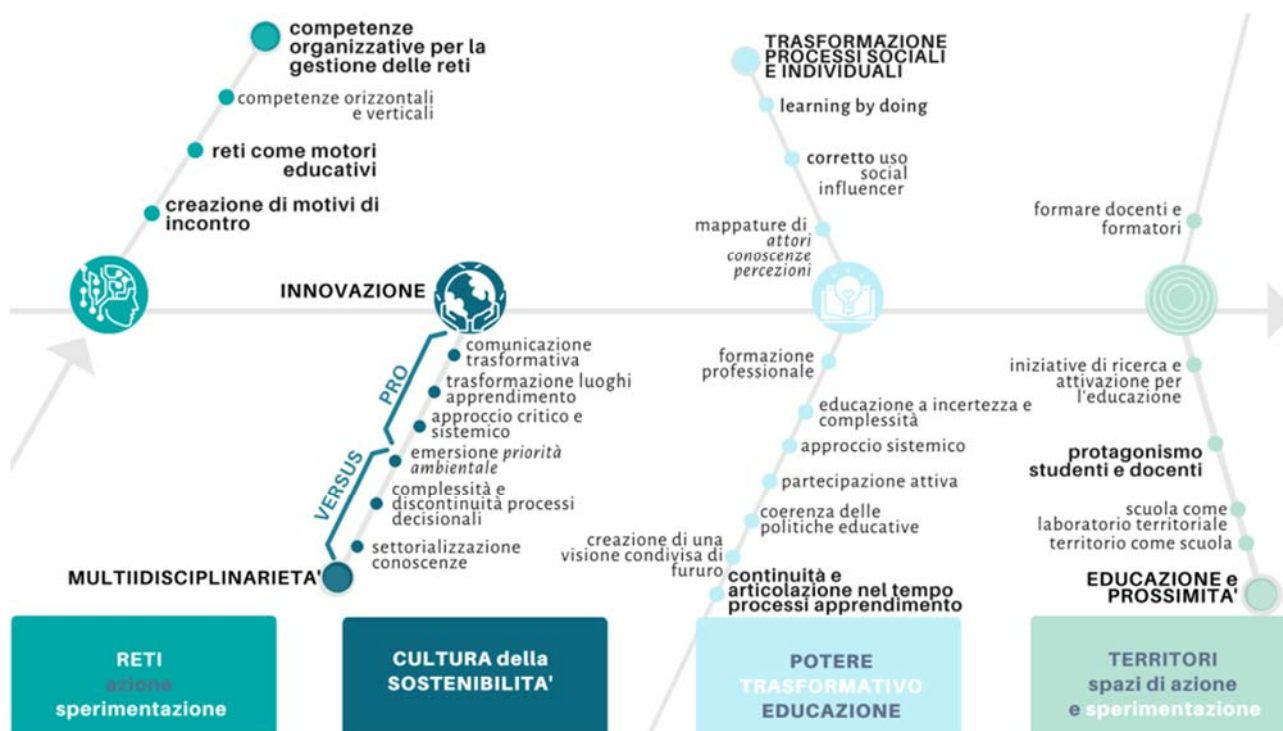 competenze
organizzative per la
gestione delle reti
competenze orizzontali
e verticali
reti come motori
educativi
creazione di motivi di
incontro
INNOVAZIONE
PRO
comunicazione
trasformativa
trasformazione luoghi
apprendimento
approccio critico e
sistemico
VERSUS
emersione priorità
ambientale
complessità e
discontinuità processi
decisionali
settorializzazione
conoscenze
MULTIIDISCIPLINARIETA'
TRASFORMAZIONE
PROCESSI SOCIALI
E INDIVIDUALI
learning by doing
corretto uso
social
influencer
mappature di
attori
conoscenze
percezioni
formazione
professionale
educazione a incertezza e
complessità
approccio sistemico
partecipazione attiva
coerenza delle
politiche educative
creazione di una
visione condivisa di
fururo
continuità e
articolazione nel tempo
processi apprendimento
formare docenti e
formatori
iniziative di ricerca e
attivazione per
l'educazione
protagonismo
studenti e docenti
scuola come
laboratorio territoriale
territorio come scuola
EDUCAZIONE e
PROSSIMITA'
RETI
azione
sperimentazione
CULTURA della
SOSTENIBILITA'
POTERE
TRASFORMATIVO
EDUCAZIONE
TERRITORI
spazi di azione
e sperimentazione